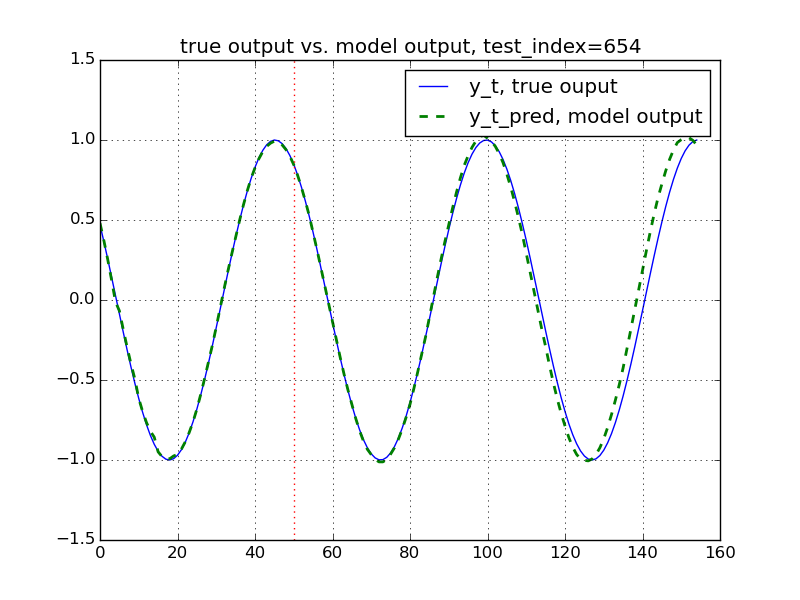 true output vs. model output, test_index=654
y_t, true ouput
y_t_pred, model output
1.5
1.0
0.5
0.0
−0.5
−1.0
−1.5
0 20 40 60 80 100 120 140 160